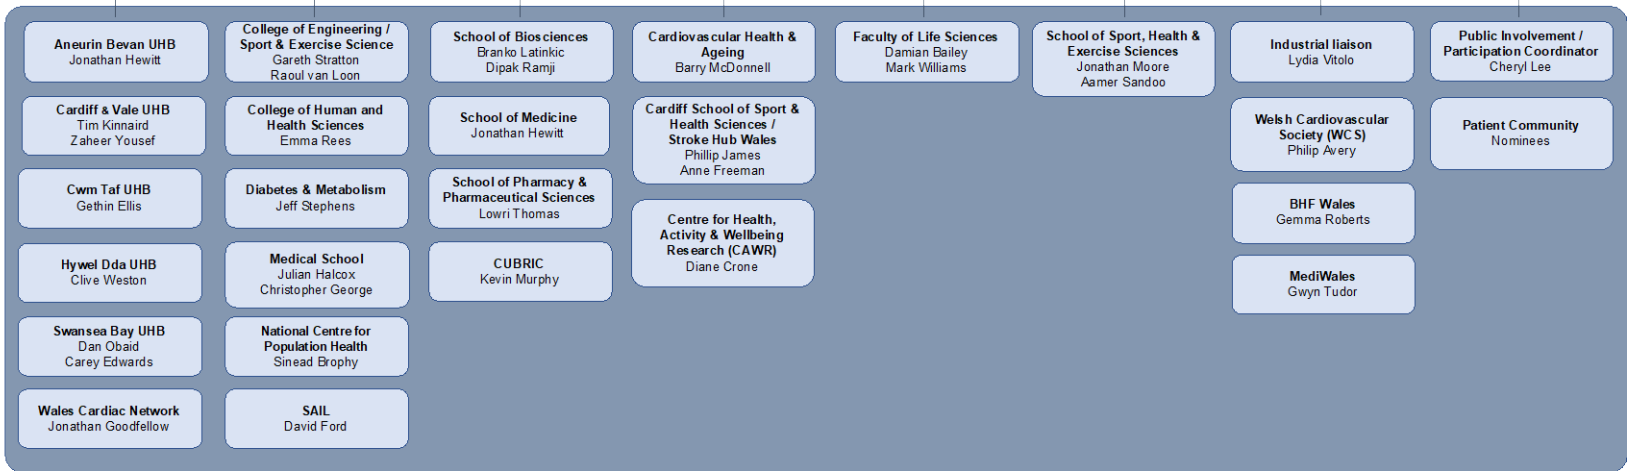 Aneurin Bevan UHB
Jonathan Hewitt
Cardiff & Vale UHB
Tim Kinnaird
Zaheer Yousef
Cwm Taf UHB
Gethin Ellis
Hywel Dda UHB
Clive Weston
Swansea Bay UHB
Dan Obaid
Carey Edwards
Wales Cardiac Network
Jonathan Goodfellow
College of Engineering /
Sport & Exercise Science
Gareth Stratton
Raoul van Loon
College of Human and
Health Sciences
Emma Rees
Diabetes & Metabolism
Jeff Stephens
Medical School
Julian Halcox
Christopher George
National Centre for
Population Health
Sinead Brophy
SAIL
David Ford
School of Biosciences
Branko Latinkic
Dipak Ramji
School of Medicine
Jonathan Hewitt
School of Pharmacy &
Pharmaceutical Sciences
Lowri Thomas
CUBRIC
Kevin Murphy
Cardiovascular Health &
Ageing
Barry McDonnell
Cardiff School of Sport &
Health Sciences /
Stroke Hub Wales
Phillip James
Anne Freeman
Centre for Health,
Activity & Wellbeing
Research (CAWR)
Diane Crone
Faculty of Life Sciences
Damian Bailey
Mark Williams
School of Sport, Health &
Exercise Sciences
Jonathan Moore
Aamer Sandoo
Industrial liaison
Lydia Vitolo
Welsh Cardiovascular
Society (WCS)
Philip Avery
BHF Wales
Gemma Roberts
MediWales
Gwyn Tudor
Public Involvement /
Participation Coordinator
Cheryl Lee
Patient Community
Nominees